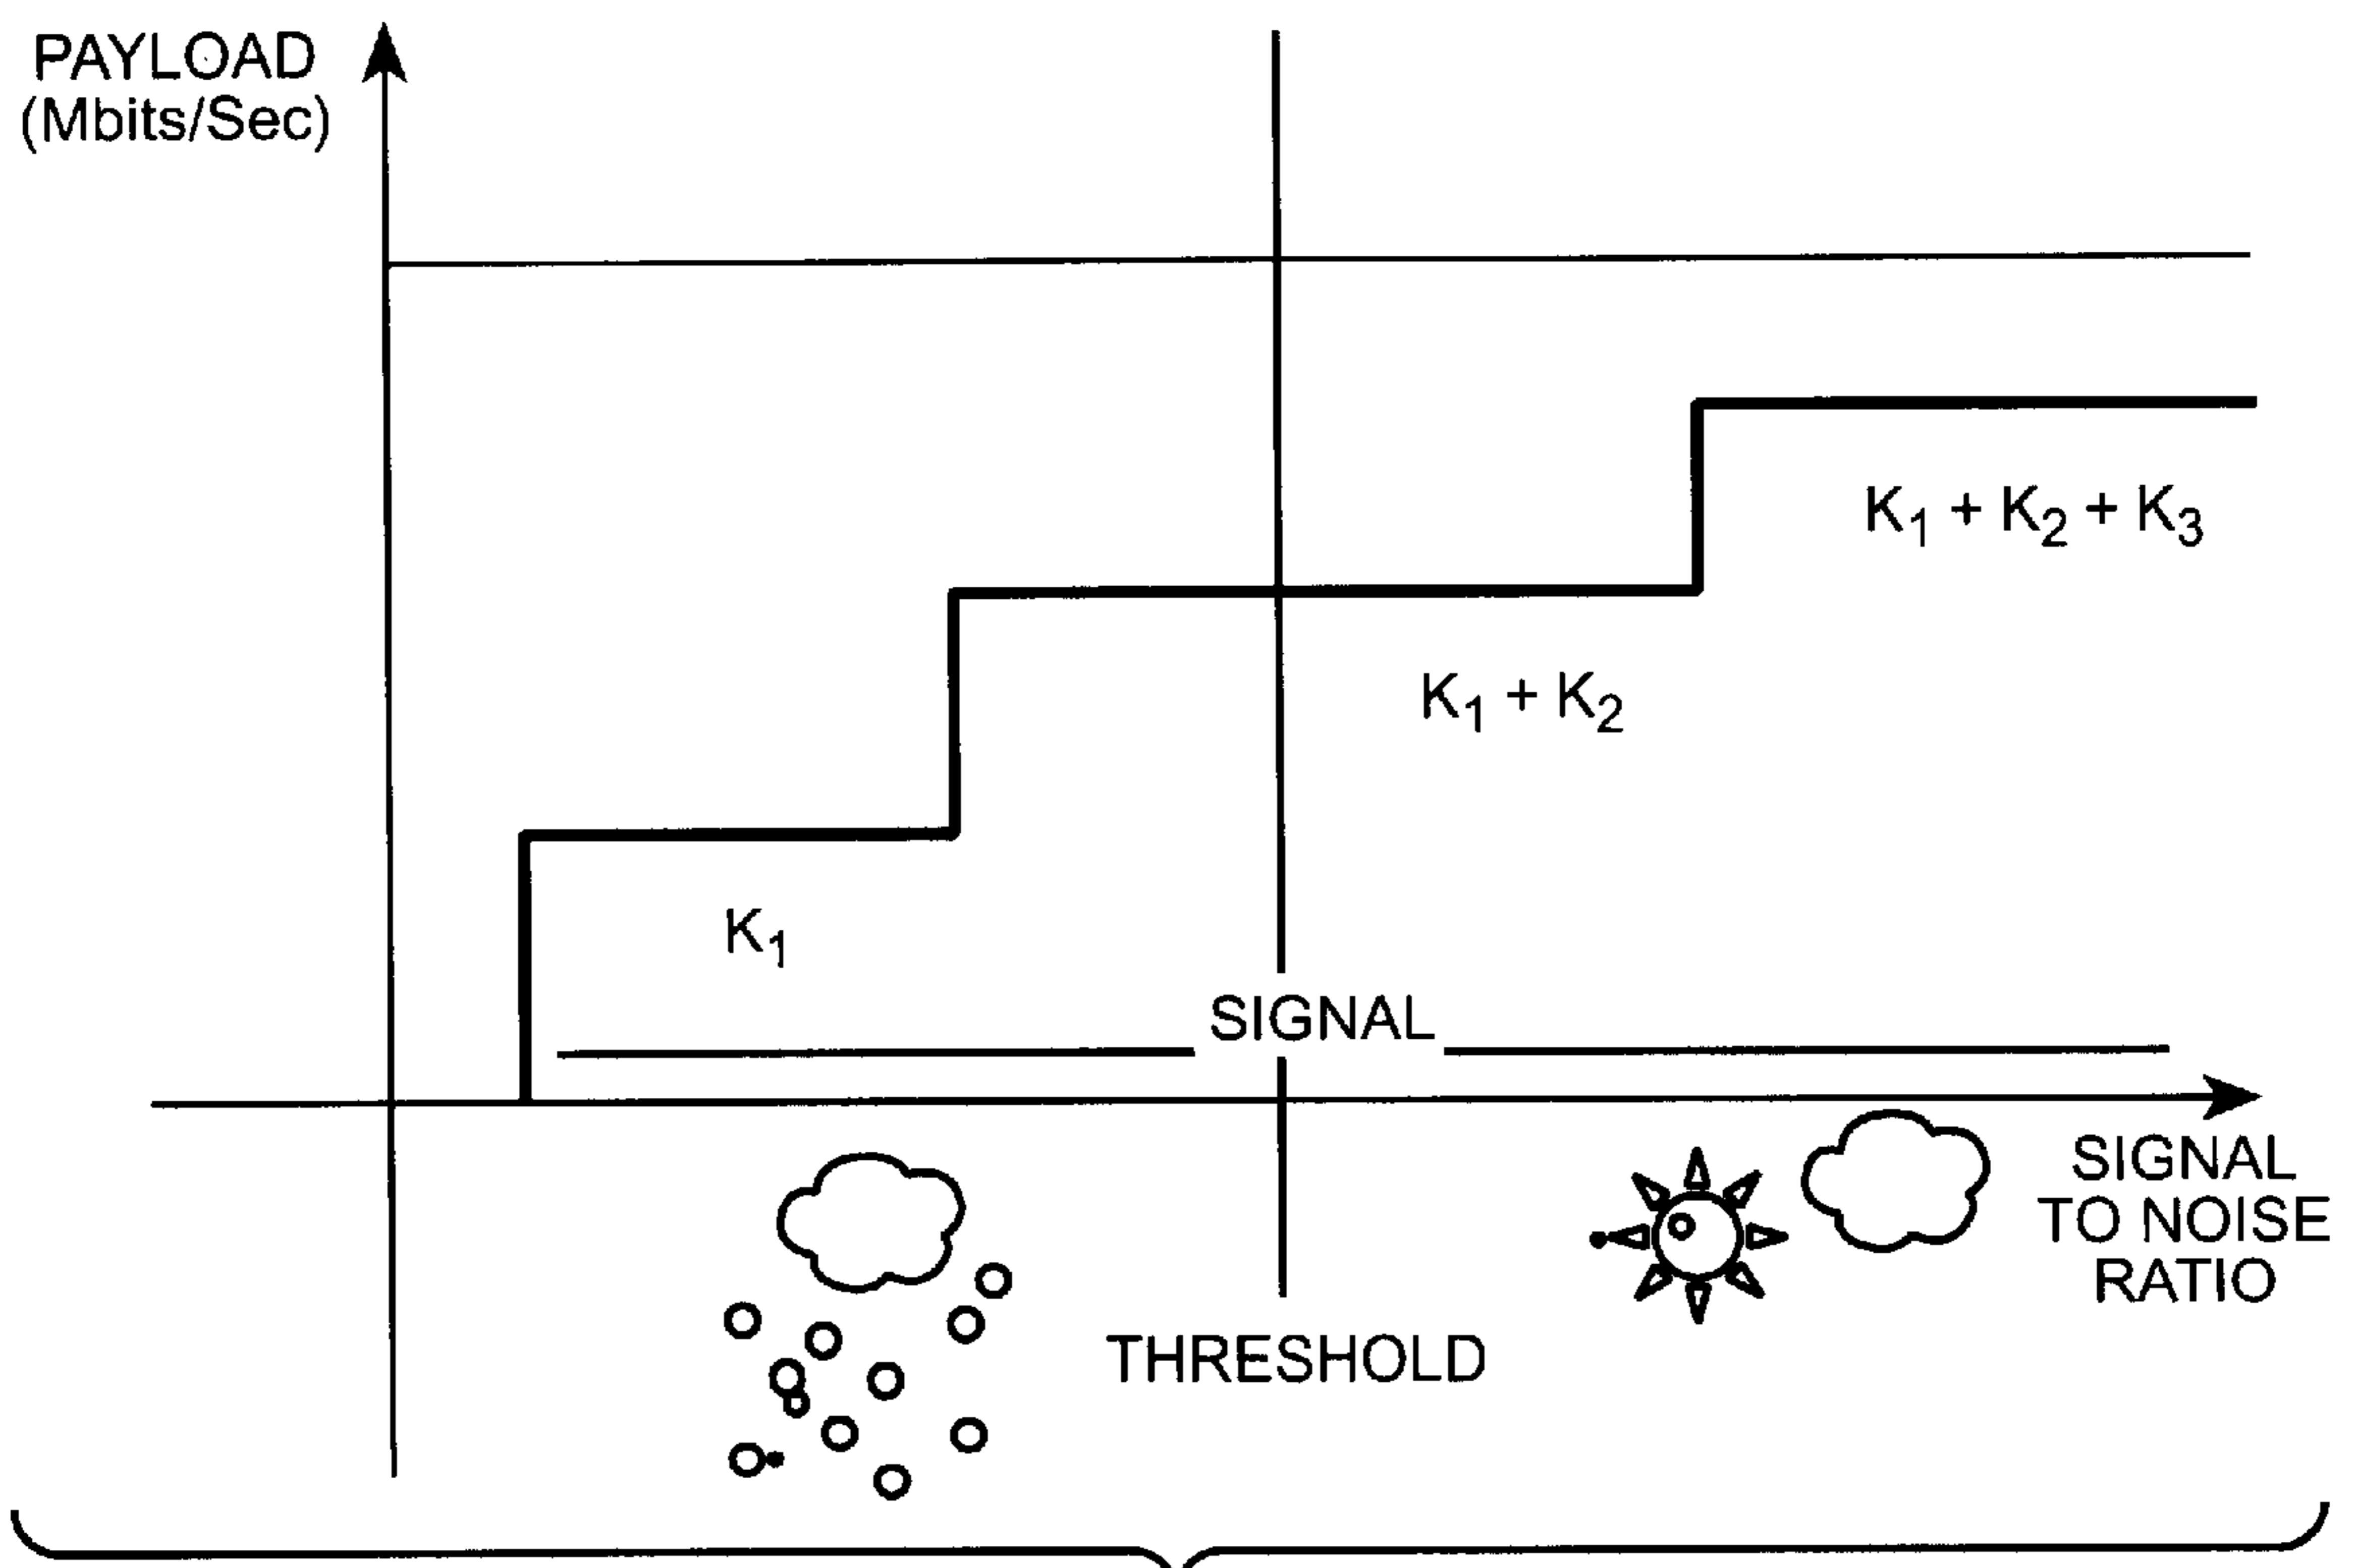 PAYLOAD
(Mbits/Sec)
K₁ + K₂ + K₃
K₁ + K₂
K₁
SIGNAL
SIGNAL
TO NOISE
RATIO
THRESHOLD